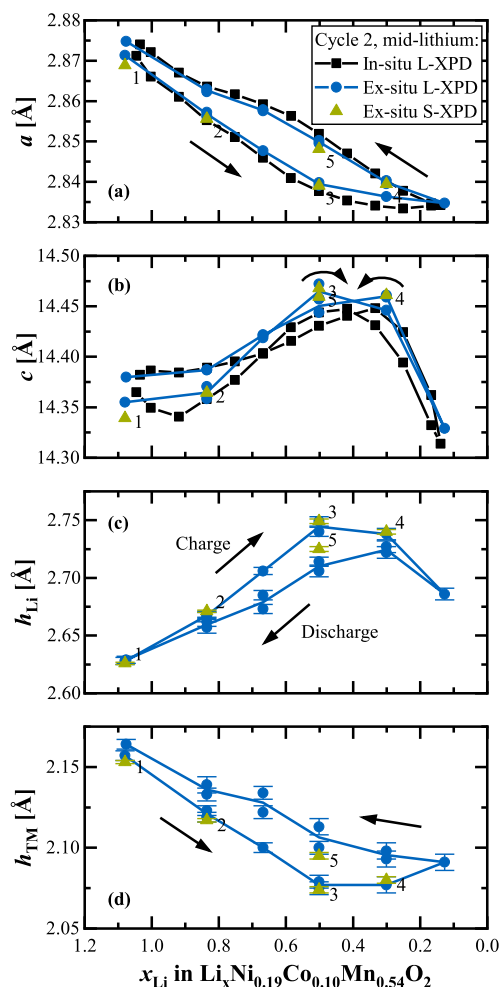 2.88
2.87
2.86
2.85
2.84
2.83
a [Å]
Cycle 2, mid-lithium:
In-situ L-XPD
Ex-situ L-XPD
Ex-situ S-XPD
1
2
3
4
5
(a)
14.50
14.45
14.40
14.35
14.30
c [Å]
(b)
1
2
3
5
4
2.75
2.70
2.65
2.60
h_Li [Å]
(c)
Charge
Discharge
1
2
3
5
4
2.15
2.10
2.05
h_TM [Å]
(d)
1
2
5
3
4
1.2 1.0 0.8 0.6 0.4 0.2 0.0
x_Li in Li_xNi_0.19Co_0.10Mn_0.54O_2